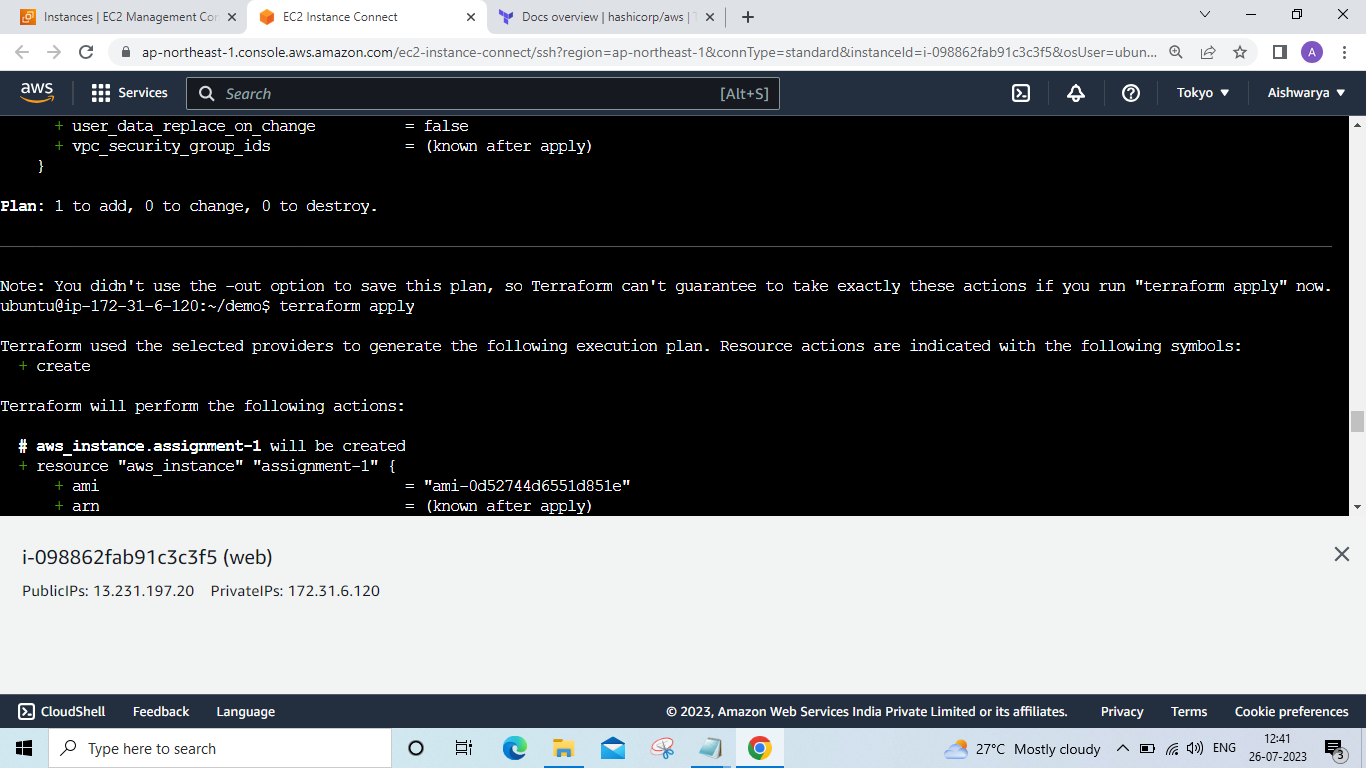 Instances | EC2 Management Con
EC2 Instance Connect
Docs overview | hashicorp/aws | T
ap-northeast-1.console.aws.amazon.com/ec2-instance-connect/ssh?region=ap-northeast-1&connType=standard&instanceId=i-098862fab91c3c3f5&osUser=ubun...
A
aws
Services
Search
[Alt+S]
Tokyo
Aishwarya
+ user_data_replace_on_change = false
+ vpc_security_group_ids = (known after apply)
}
Plan: 1 to add, 0 to change, 0 to destroy.
Note: You didn't use the -out option to save this plan, so Terraform can't guarantee to take exactly these actions if you run "terraform apply" now.
ubuntu@ip-172-31-6-120:~/demo$ terraform apply
Terraform used the selected providers to generate the following execution plan. Resource actions are indicated with the following symbols:
+ create
Terraform will perform the following actions:
# aws_instance.assignment-1 will be created
+ resource "aws_instance" "assignment-1" {
+ ami = "ami-0d52744d6551d851e"
+ arn = (known after apply)
i-098862fab91c3c3f5 (web)
PublicIPs: 13.231.197.20 PrivateIPs: 172.31.6.120
CloudShell
Feedback
Language
© 2023, Amazon Web Services India Private Limited or its affiliates.
Privacy
Terms
Cookie preferences
Type here to search
27°C Mostly cloudy
ENG
12:41
26-07-2023
3